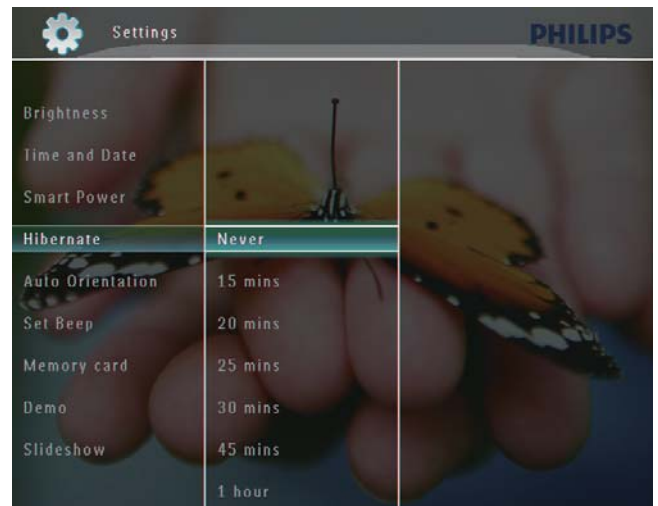 Settings
PHILIPS
Brightness
Time and Date
Smart Power
Hibernate
Auto Orientation
Set Beep
Memory card
Demo
Slideshow
Never
15 mins
20 mins
25 mins
30 mins
45 mins
1 hour